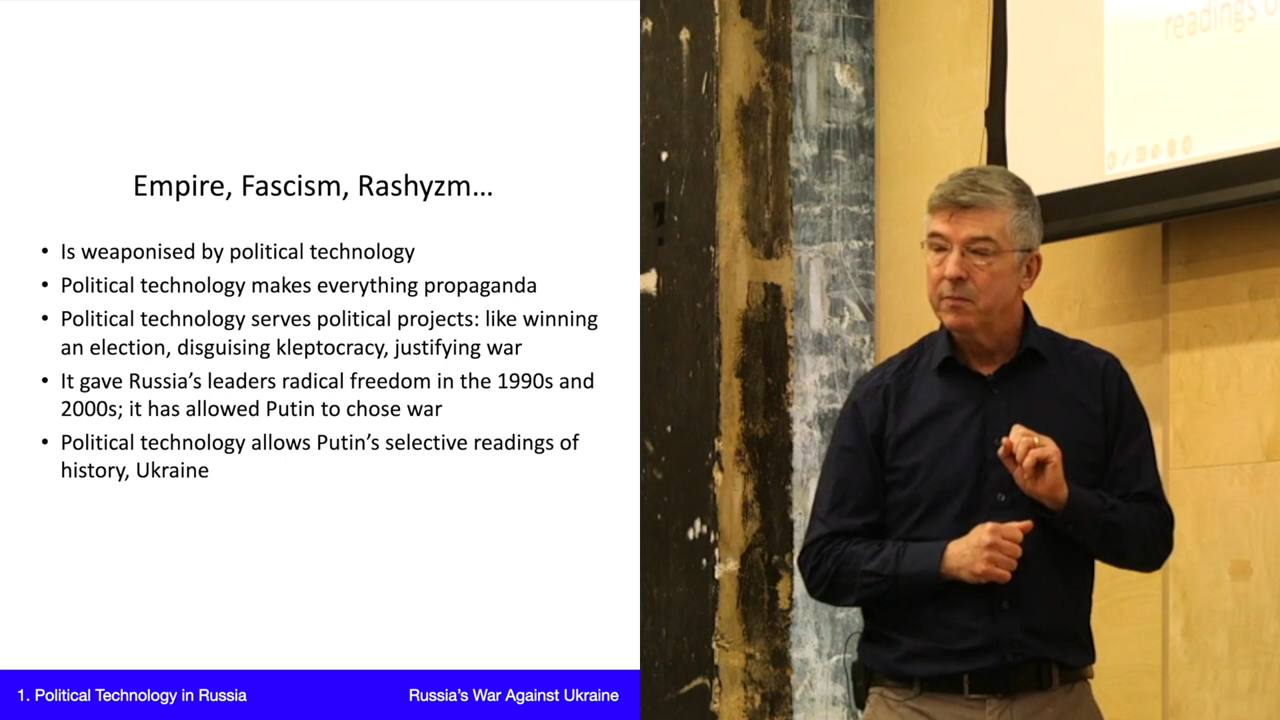 Empire, Fascism, Rashyzm…
• Is weaponised by political technology
• Political technology makes everything propaganda
• Political technology serves political projects: like winning
an election, disguising kleptocracy, justifying war
• It gave Russia’s leaders radical freedom in the 1990s and
2000s; it has allowed Putin to chose war
• Political technology allows Putin’s selective readings of
history, Ukraine
1. Political Technology in Russia
Russia’s War Against Ukraine
readings o